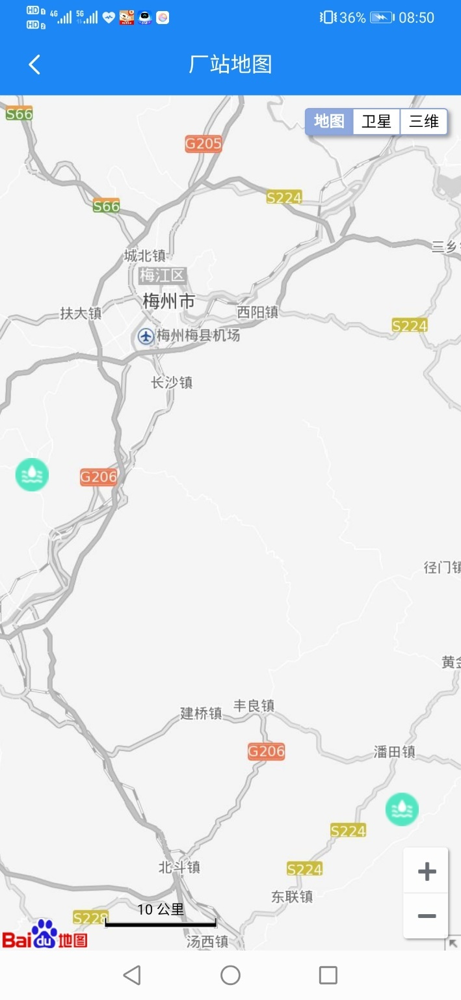 HD 1 4G 5G 36% 08:50
HD 2
厂站地图
S66
地图 卫星 三维
G205
S224
S66
三乡
城北镇
梅江区
梅州市
扶大镇
西阳镇
S224
梅州梅县机场
长沙镇
G206
径门镇
黄金
丰良镇
建桥镇
G206
潘田镇
S224
北斗镇
S224
东联镇
10 公里
S228
Bai du 地图
汤西镇